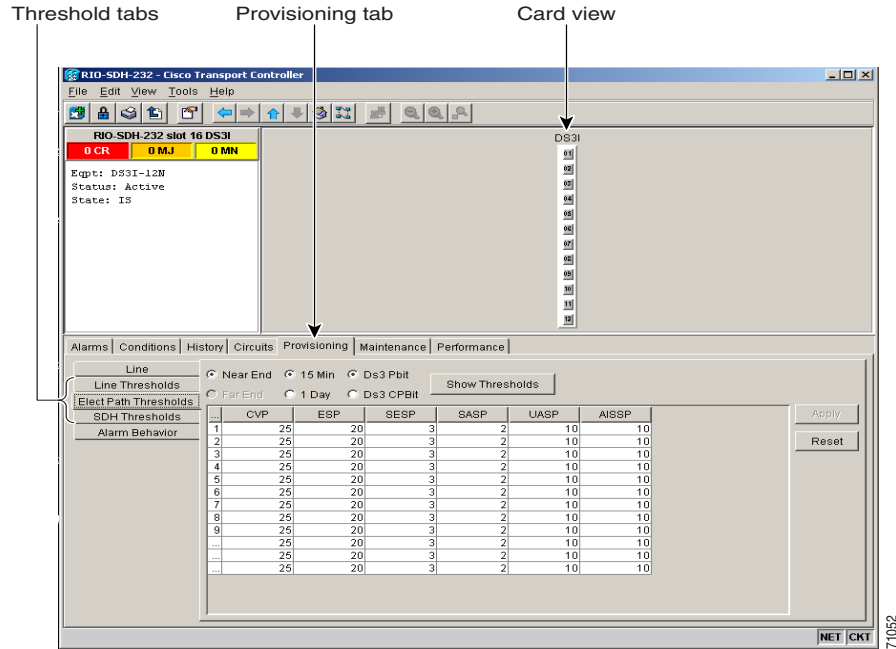 Threshold tabs Provisioning tab Card view
RIO-SDH-232 - Cisco Transport Controller
File Edit View Tools Help
RIO-SDH-232 slot 16 DS3I
0 CR 0 MJ 0 MN
Eqpt: DS3I-12N
Status: Active
State: IS
DS3I
01
02
03
04
05
06
07
08
09
10
11
12
Alarms Conditions History Circuits Provisioning Maintenance Performance
Line
Line Thresholds
Elect Path Thresholds
SDH Thresholds
Alarm Behavior
Near End 15 Min Ds3 Pbit
Far End 1 Day Ds3 CPBit
Show Thresholds
... CVP ESP SESP SASP UASP AISSP
1 25 20 3 2 10 10
2 25 20 3 2 10 10
3 25 20 3 2 10 10
4 25 20 3 2 10 10
5 25 20 3 2 10 10
6 25 20 3 2 10 10
7 25 20 3 2 10 10
8 25 20 3 2 10 10
9 25 20 3 2 10 10
... 25 20 3 2 10 10
... 25 20 3 2 10 10
... 25 20 3 2 10 10
Apply
Reset
NET CKT
71052